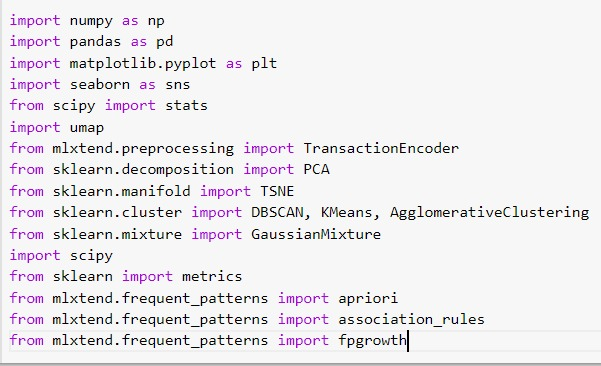 import numpy as np
import pandas as pd
import matplotlib.pyplot as plt
import seaborn as sns
from scipy import stats
import umap
from mlxtend.preprocessing import TransactionEncoder
from sklearn.decomposition import PCA
from sklearn.manifold import TSNE
from sklearn.cluster import DBSCAN, KMeans, AgglomerativeClustering
from sklearn.mixture import GaussianMixture
import scipy
from sklearn import metrics
from mlxtend.frequent_patterns import apriori
from mlxtend.frequent_patterns import association_rules
from mlxtend.frequent_patterns import fpgrowth